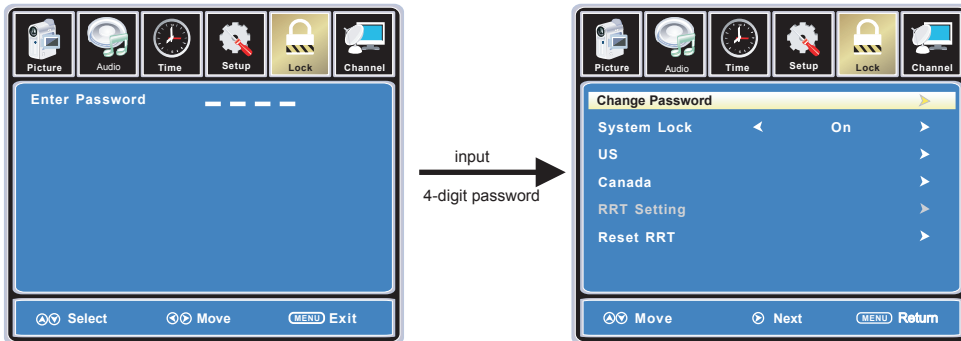 Picture Audio Time Setup Lock Channel
Enter Password _ _ _ _
Select Move MENU Exit
input
4-digit password
Picture Audio Time Setup Lock Channel
Change Password
System Lock On
US
Canada
RRT Setting
Reset RRT
Move Next MENU Return